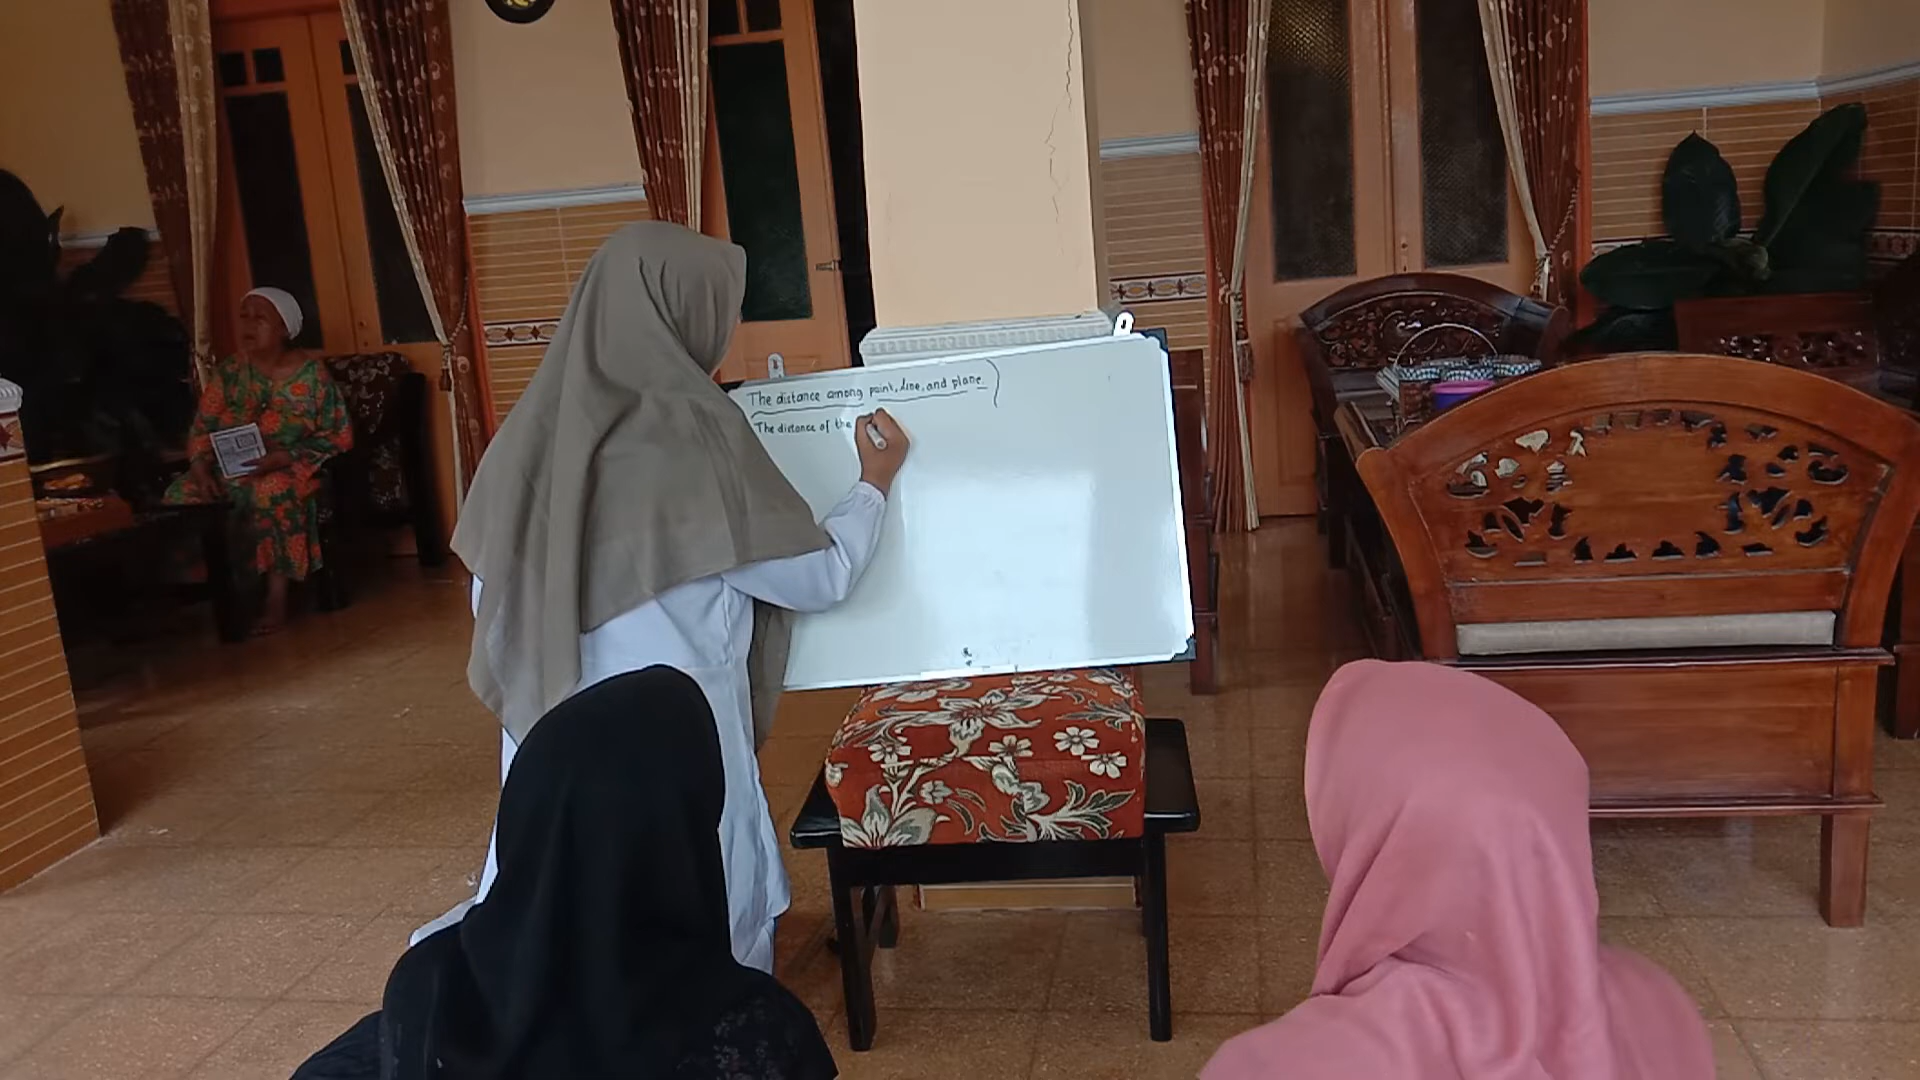 The distance among point, line, and plane.
The distance of the